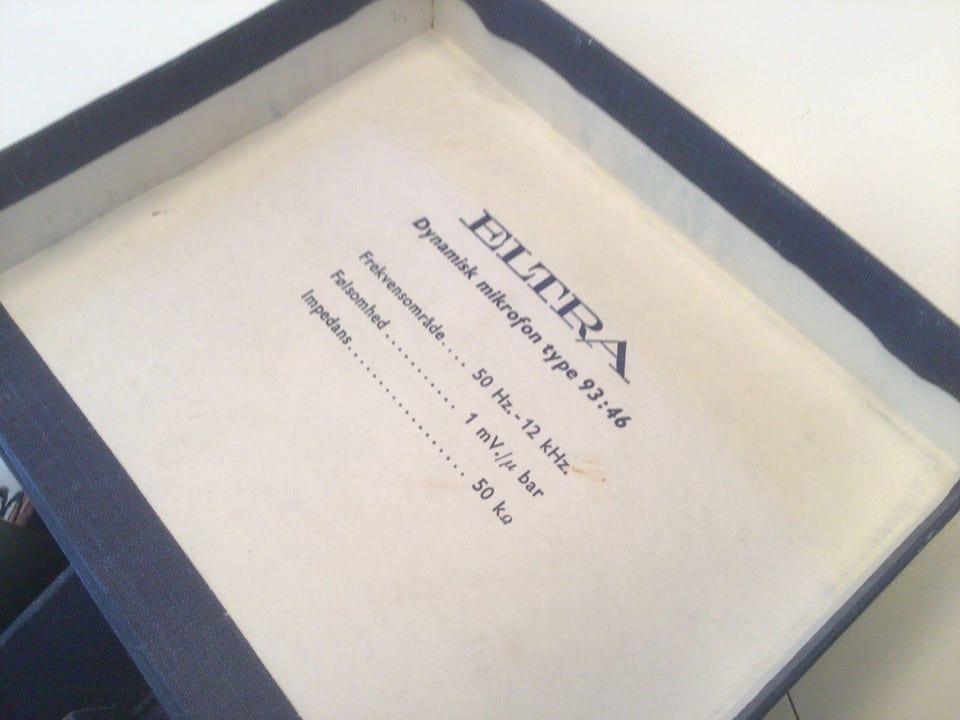 ELTRA
Dynamisk mikrofon type 93:46
Frekvensområde.... 50 Hz.-12 kHz.
Følsomhed ............ 1 mV./μ bar
Impedans.................... 50 kΩ